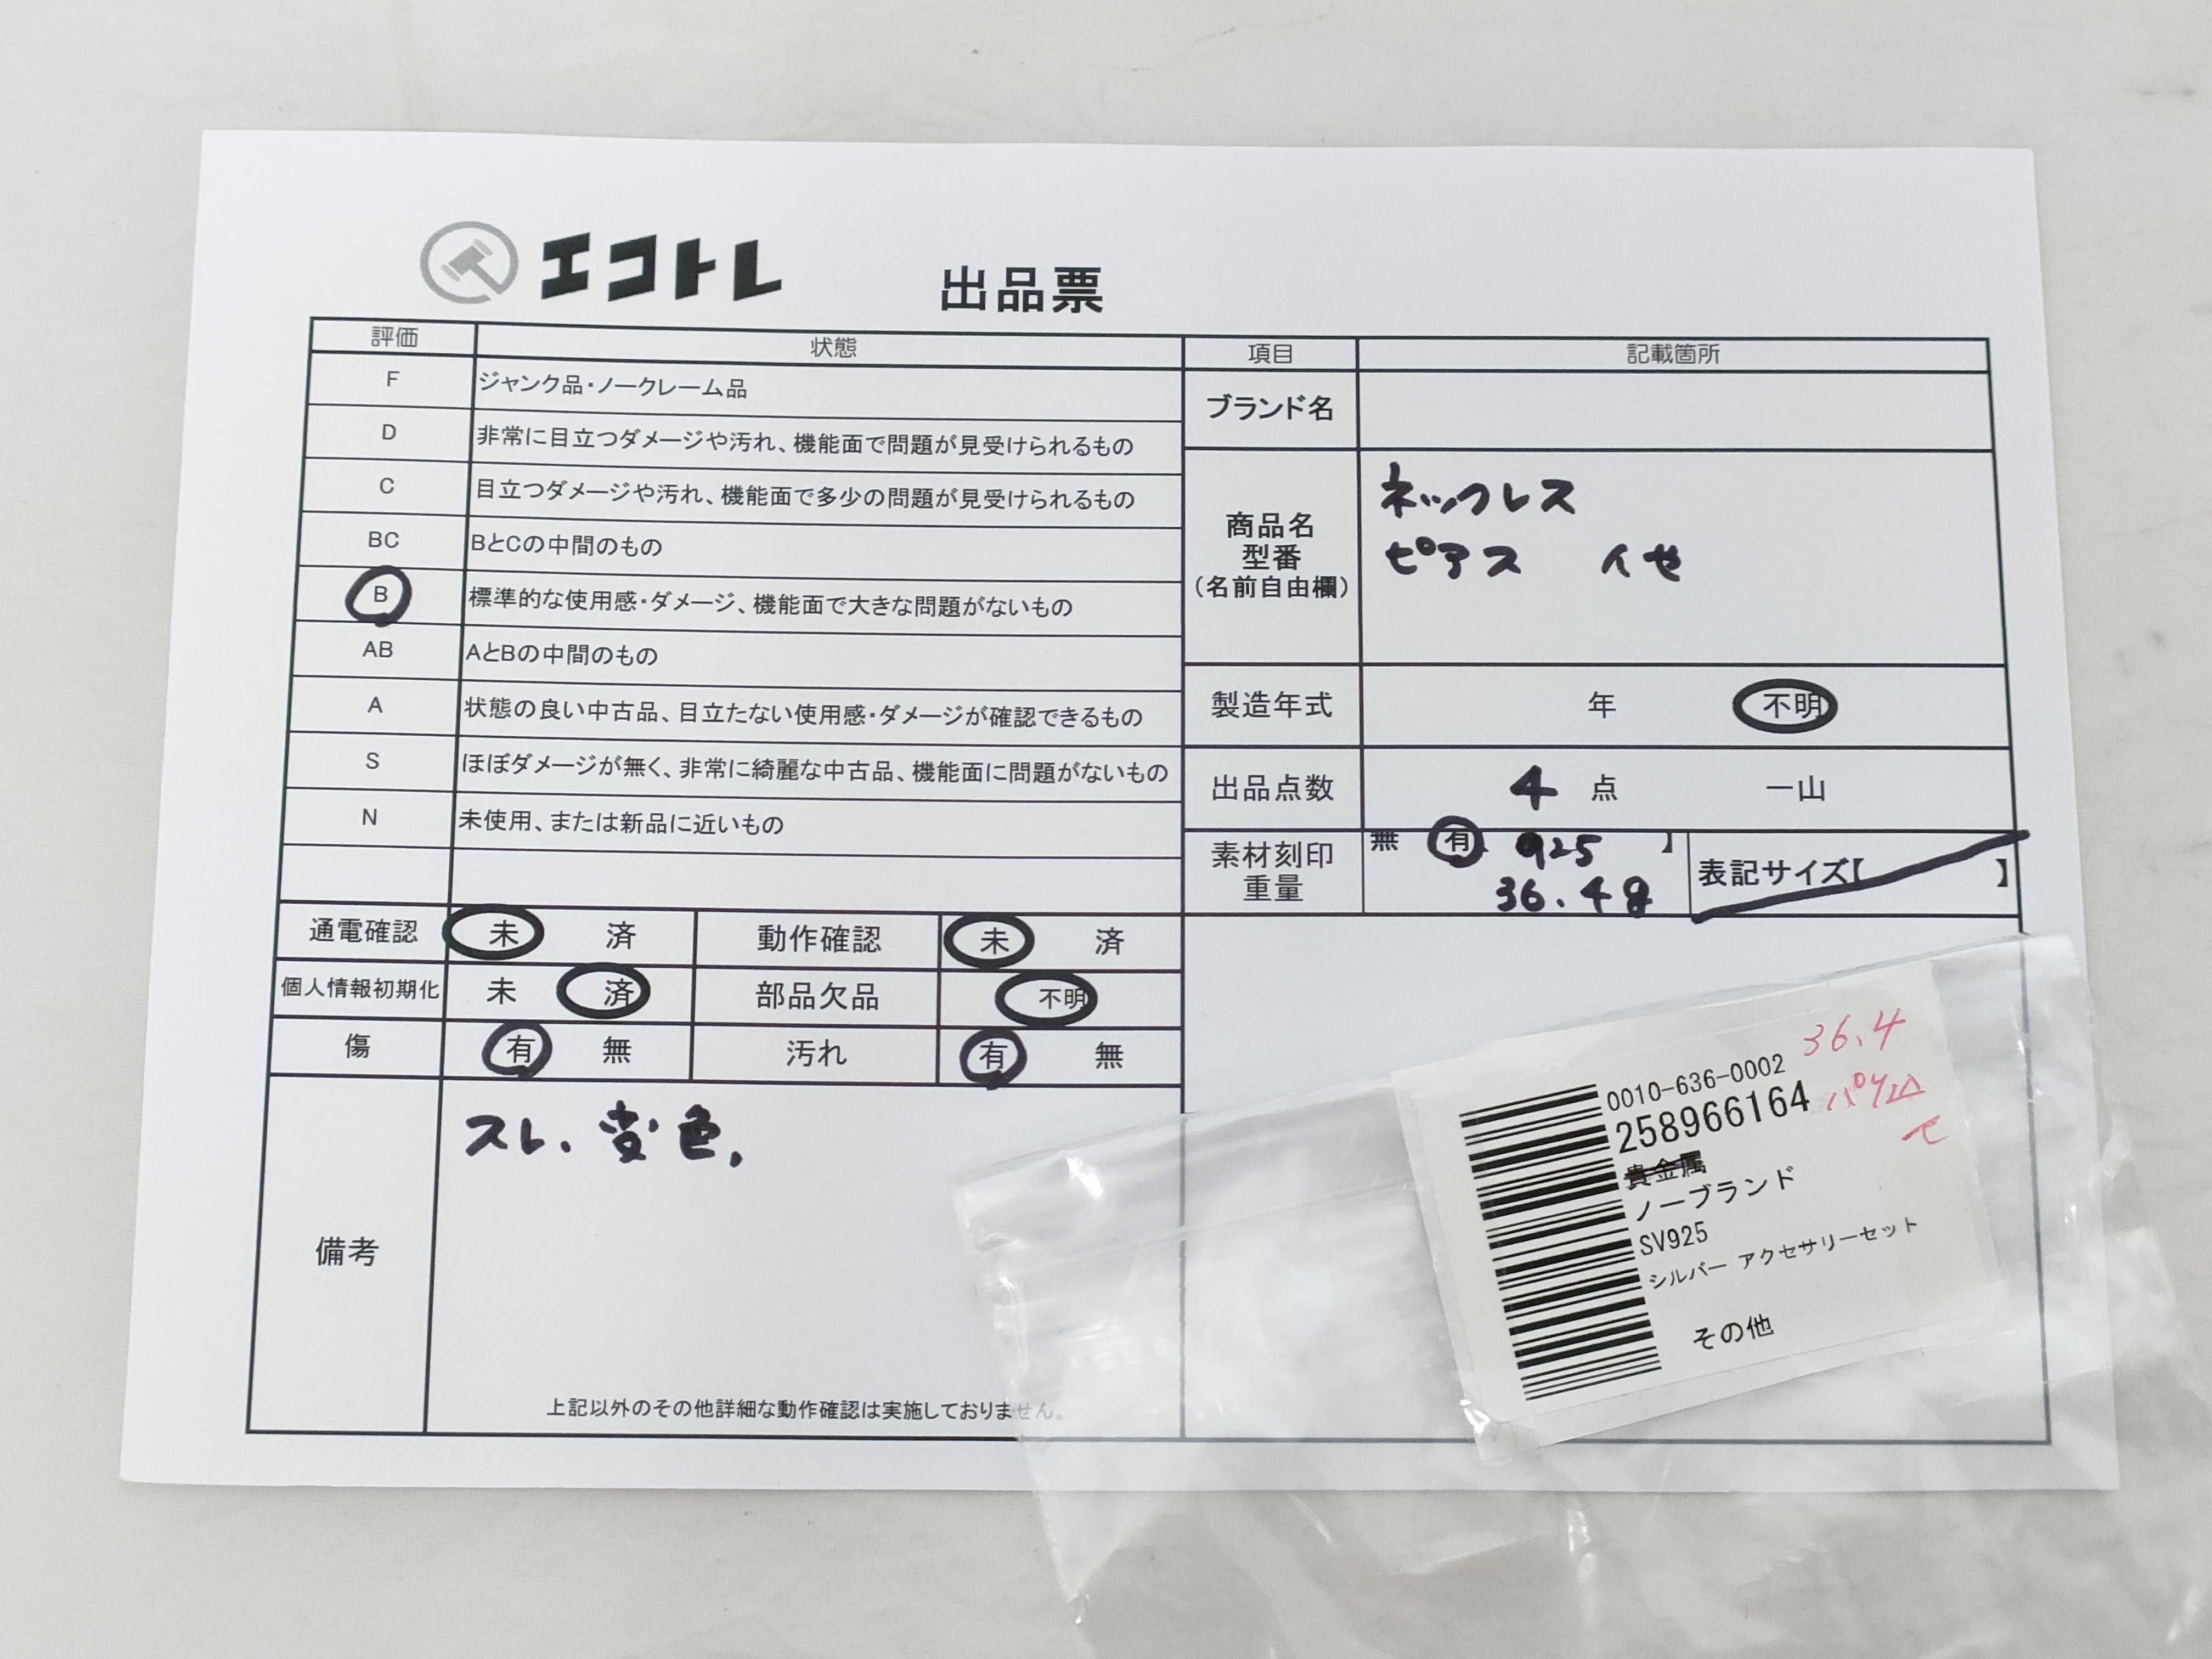 エコトレ
出品票
評価 状態
F ジャンク品・ノークレーム品
D 非常に目立つダメージや汚れ、機能面で問題が見受けられるもの
C 目立つダメージや汚れ、機能面で多少の問題が見受けられるもの
BC BとCの中間のもの
B 標準的な使用感・ダメージ、機能面で大きな問題がないもの
AB AとBの中間のもの
A 状態の良い中古品、目立たない使用感・ダメージが確認できるもの
S ほぼダメージが無く、非常に綺麗な中古品、機能面に問題がないもの
N 未使用、または新品に近いもの
通電確認 未 済 動作確認 未 済
個人情報初期化 未 済 部品欠品 不明
傷 有 無 汚れ 有 無
備考
スレ、変色、
上記以外のその他詳細な動作確認は実施しておりません。
項目 記載箇所
ブランド名
商品名
型番
(名前自由欄)
ネックレス
ピアス
製造年式 年 不明
出品点数 4 点 一山
素材刻印
重量
無 有 925 】
36.4g
表記サイズ【 】
36.4
0010-636-0002
258966164
貴金属
ノーブランド
SV925
シルバー アクセサリーセット
その他